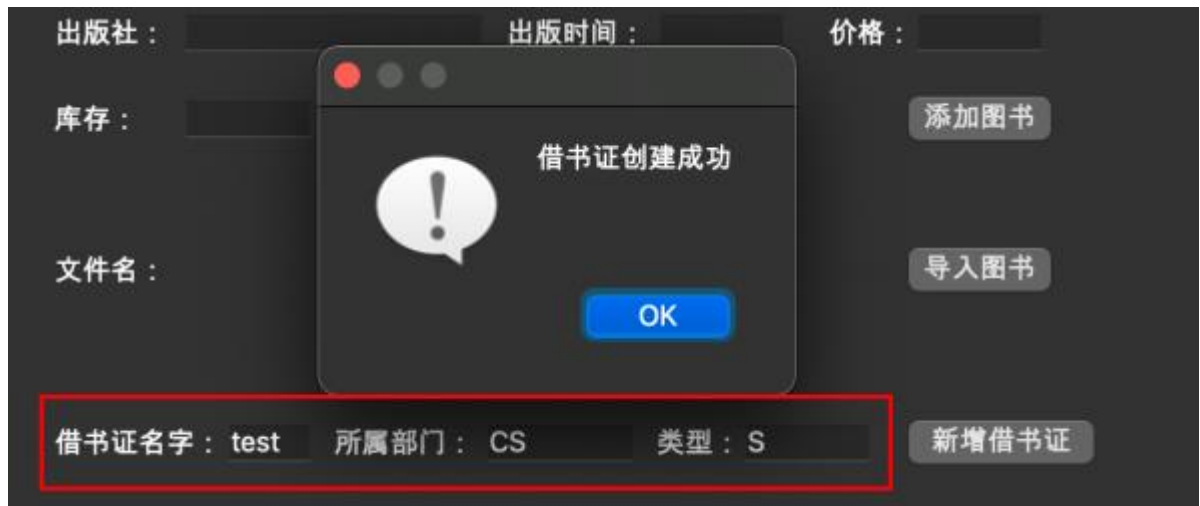 出版社： 出版时间： 价格：
库存： 添加图书
借书证创建成功
文件名： 导入图书
OK
借书证名字： test 所属部门： CS 类型： S 新增借书证